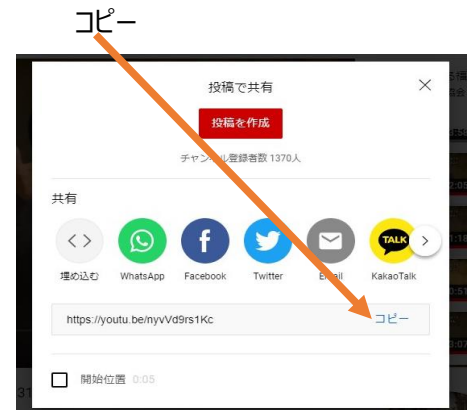 コピー
投稿で共有
投稿を作成
チャンネル登録者数 1370人
共有
TALK
埋め込む WhatsApp Facebook Twitter Email KakaoTalk
https://youtu.be/nyvVd9rs1Kc コピー
開始位置 0:05